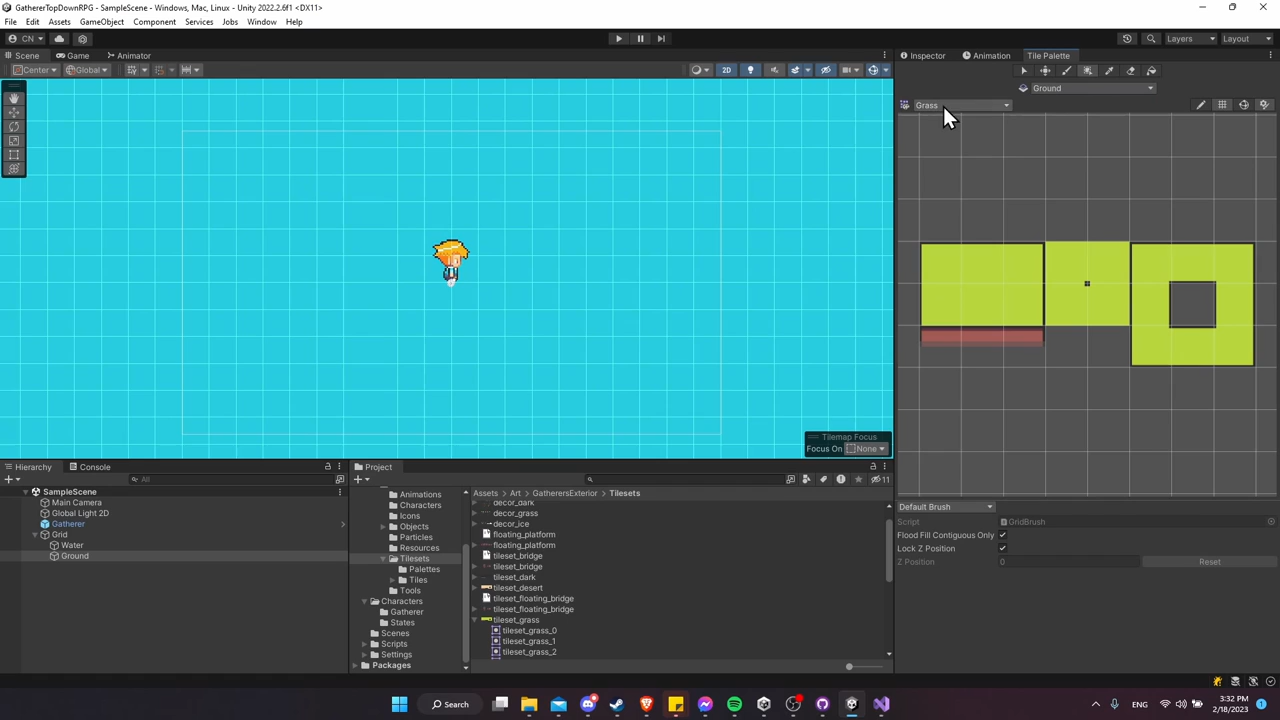 GathererTopDownRPG - SampleScene - Windows, Mac, Linux - Unity 2022.2.6f1 <DX11>
File Edit Assets GameObject Component Services Jobs Window Help
CN
Layers Layout
Scene Game Animator
Inspector Animation Tile Palette
Center Global
2D
Ground
Grass
Tilemap Focus
Focus On None
Hierarchy Console
All
SampleScene
Main Camera
Global Light 2D
Gatherer
Grid
Water
Ground
Project
11
Animations
Characters
Icons
Objects
Particles
Resources
Tilesets
Palettes
Tiles
Tools
Characters
Gatherer
States
Scenes
Scripts
Settings
Packages
Assets > Art > GatherersExterior > Tilesets
decor_dark
decor_grass
decor_ice
floating_platform
floating_platform
tileset_bridge
tileset_bridge
tileset_dark
tileset_desert
tileset_floating_bridge
tileset_floating_bridge
tileset_grass
tileset_grass_0
tileset_grass_1
tileset_grass_2
Default Brush
Script GridBrush
Flood Fill Contiguous Only
Lock Z Position
Z Position 0 Reset
Search
ENG
3:32 PM
2/18/2023